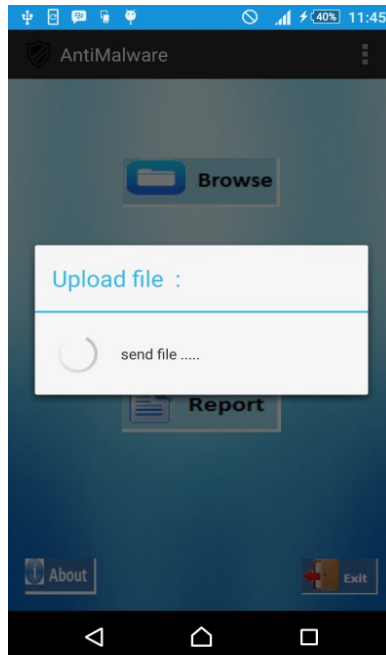 40% 11:45
AntiMalware
Browse
Upload file :
send file .....
Report
About
Exit